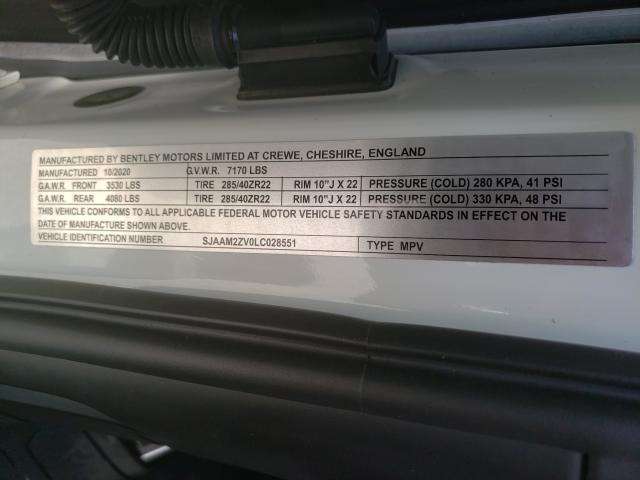 MANUFACTURED BY BENTLEY MOTORS LIMITED AT CREWE, CHESHIRE, ENGLAND
MANUFACTURED 10/2020 G.V.W.R. 7170 LBS
G.A.W.R. FRONT 3530 LBS TIRE 285/40ZR22 RIM 10"J X 22 PRESSURE (COLD) 280 KPA, 41 PSI
G.A.W.R. REAR 4080 LBS TIRE 285/40ZR22 RIM 10"J X 22 PRESSURE (COLD) 330 KPA, 48 PSI
THIS VEHICLE CONFORMS TO ALL APPLICABLE FEDERAL MOTOR VEHICLE SAFETY STANDARDS IN EFFECT ON THE
DATE OF MANUFACTURE SHOWN ABOVE.
VEHICLE IDENTIFICATION NUMBER SJAAM2ZV0LC028551 TYPE MPV